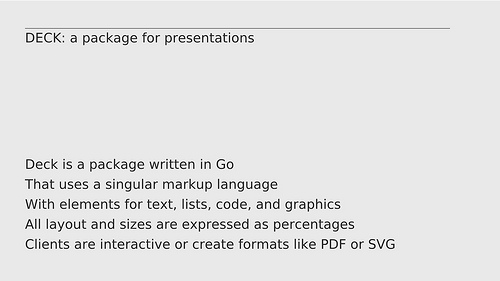 DECK: a package for presentations
Deck is a package written in Go
That uses a singular markup language
With elements for text, lists, code, and graphics
All layout and sizes are expressed as percentages
Clients are interactive or create formats like PDF or SVG